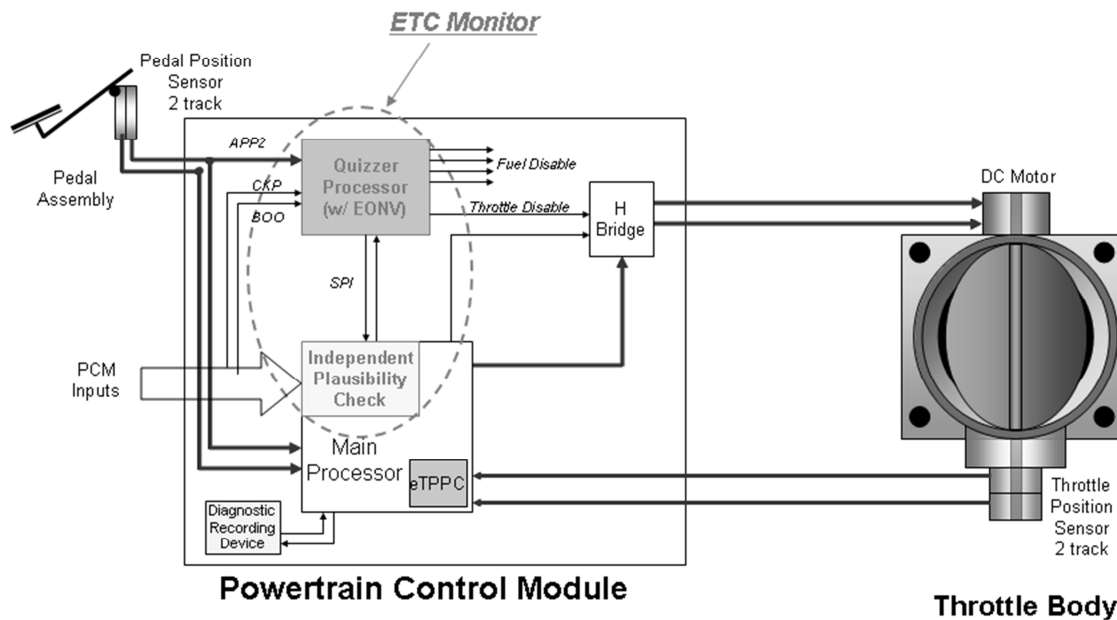 ETC Monitor
Pedal Position
Sensor
2 track
Pedal
Assembly
APP2
CKP
BOO
Quizzer
Processor
(w/ EONV)
Fuel Disable
Throttle Disable
H
Bridge
DC Motor
SPI
PCM
Inputs
Independent
Plausibility
Check
Main
Processor
eTPPC
Diagnostic
Recording
Device
Throttle
Position
Sensor
2 track
Powertrain Control Module
Throttle Body